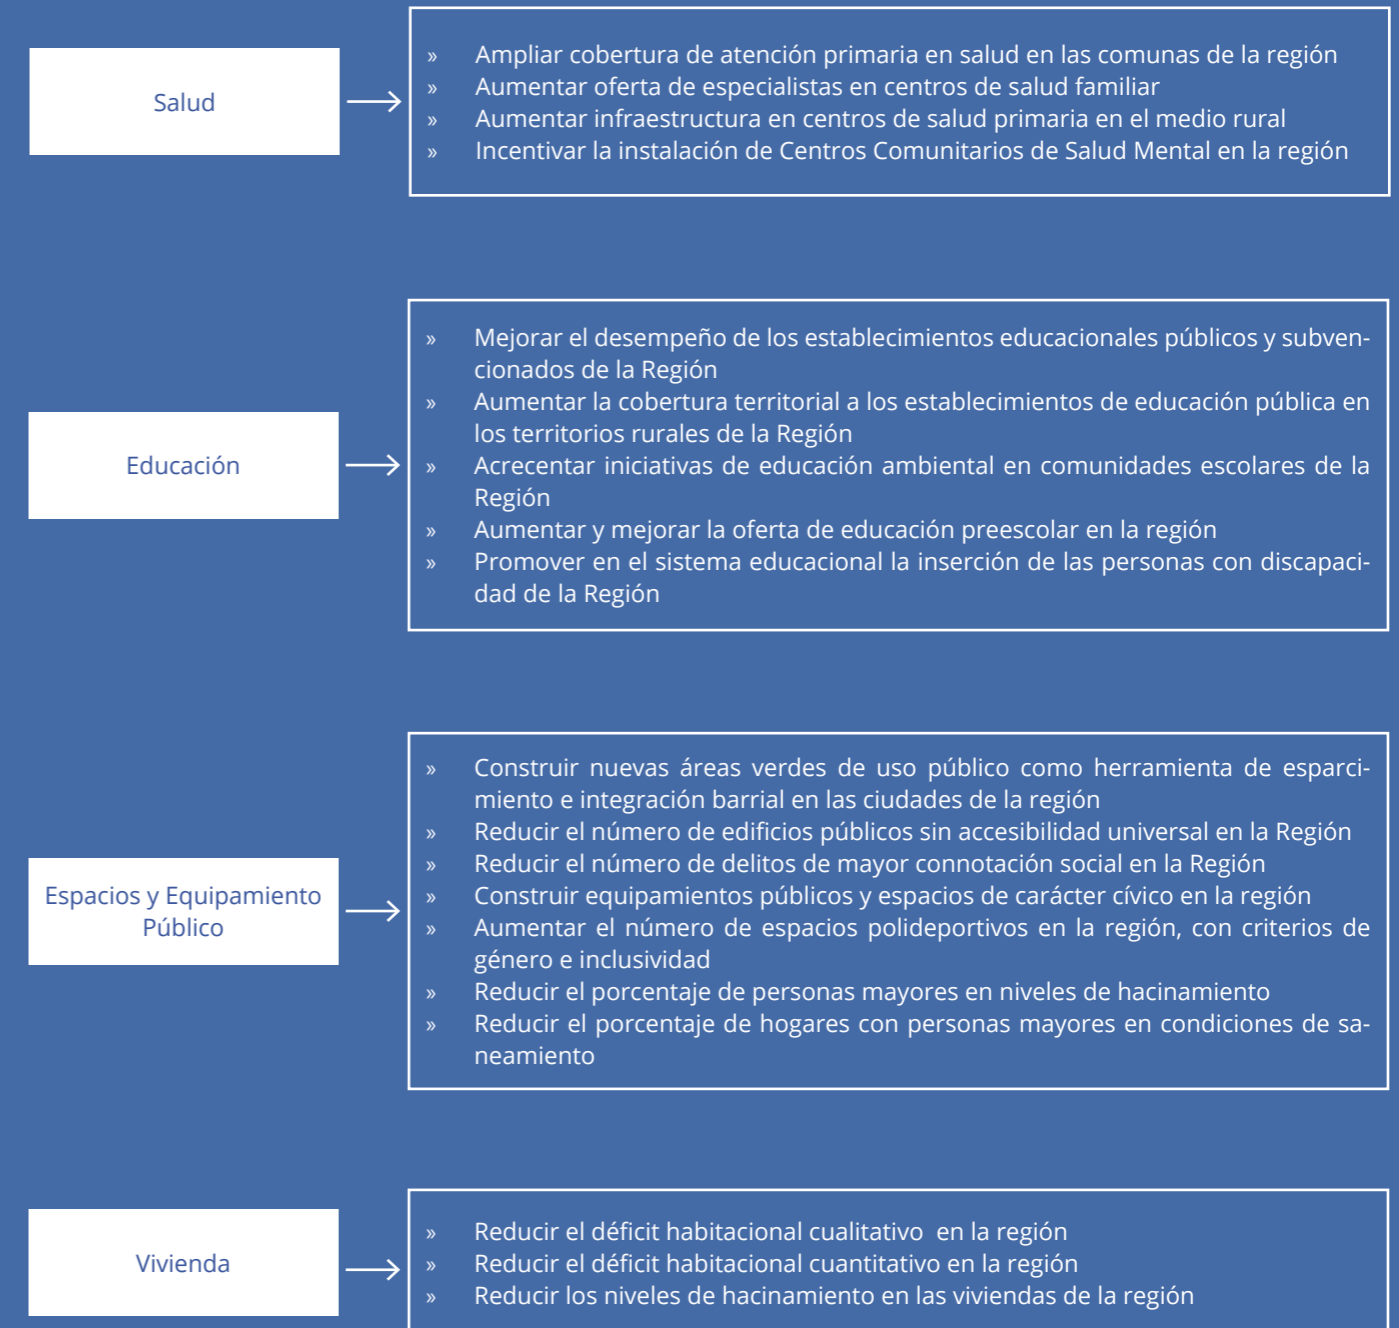 Salud
» Ampliar cobertura de atención primaria en salud en las comunas de la región
» Aumentar oferta de especialistas en centros de salud familiar
» Aumentar infraestructura en centros de salud primaria en el medio rural
» Incentivar la instalación de Centros Comunitarios de Salud Mental en la región
Educación
» Mejorar el desempeño de los establecimientos educacionales públicos y subven-
cionados de la Región
» Aumentar la cobertura territorial a los establecimientos de educación pública en
los territorios rurales de la Región
» Acrecentar iniciativas de educación ambiental en comunidades escolares de la
Región
» Aumentar y mejorar la oferta de educación preescolar en la región
» Promover en el sistema educacional la inserción de las personas con discapaci-
dad de la Región
Espacios y Equipamiento
Público
» Construir nuevas áreas verdes de uso público como herramienta de esparci-
miento e integración barrial en las ciudades de la región
» Reducir el número de edificios públicos sin accesibilidad universal en la Región
» Reducir el número de delitos de mayor connotación social en la Región
» Construir equipamientos públicos y espacios de carácter cívico en la región
» Aumentar el número de espacios polideportivos en la región, con criterios de
género e inclusividad
» Reducir el porcentaje de personas mayores en niveles de hacinamiento
» Reducir el porcentaje de hogares con personas mayores en condiciones de sa-
neamiento
Vivienda
» Reducir el déficit habitacional cualitativo en la región
» Reducir el déficit habitacional cuantitativo en la región
» Reducir los niveles de hacinamiento en las viviendas de la región